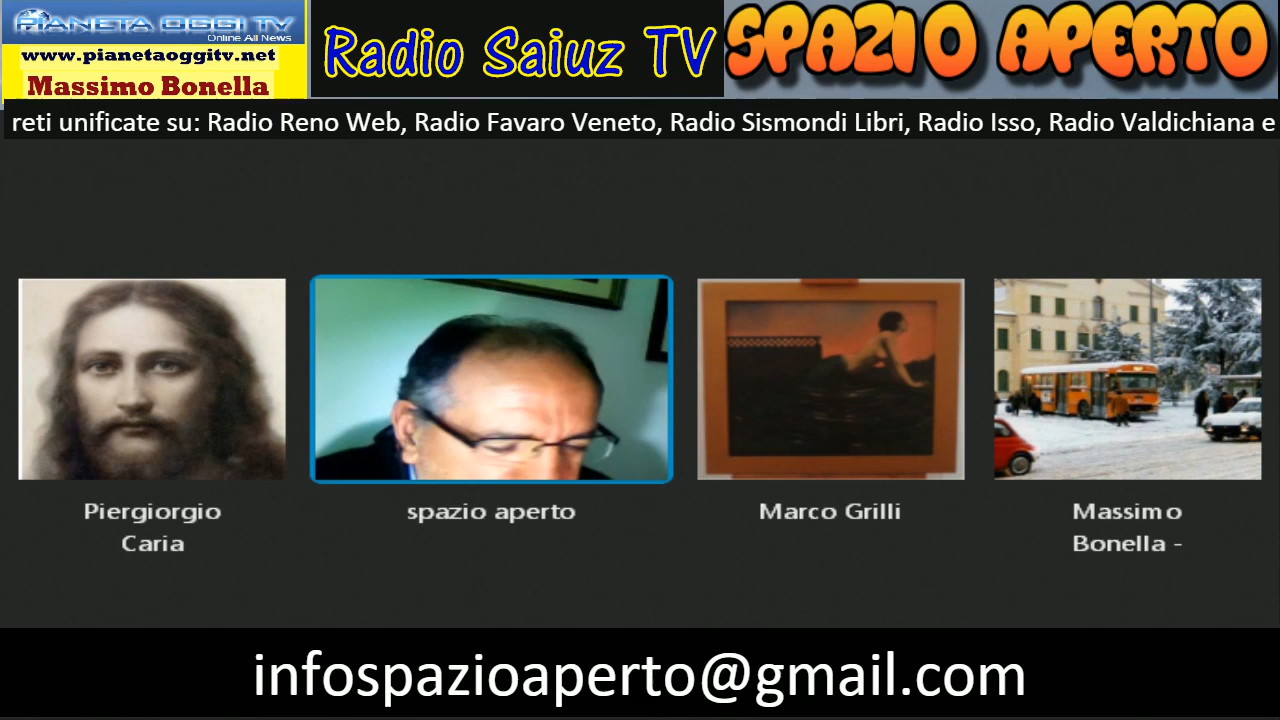 PIANETA OGGI TV
Online All News
www.pianetaoggitv.net
Massimo Bonella
Radio Saiuz TV
SPAZIO APERTO
reti unificate su: Radio Reno Web, Radio Favaro Veneto, Radio Sismondi Libri, Radio Isso, Radio Valdichiana e
Piergiorgio
Caria
spazio aperto
Marco Grilli
Massimo
Bonella -
infospazioaperto@gmail.com